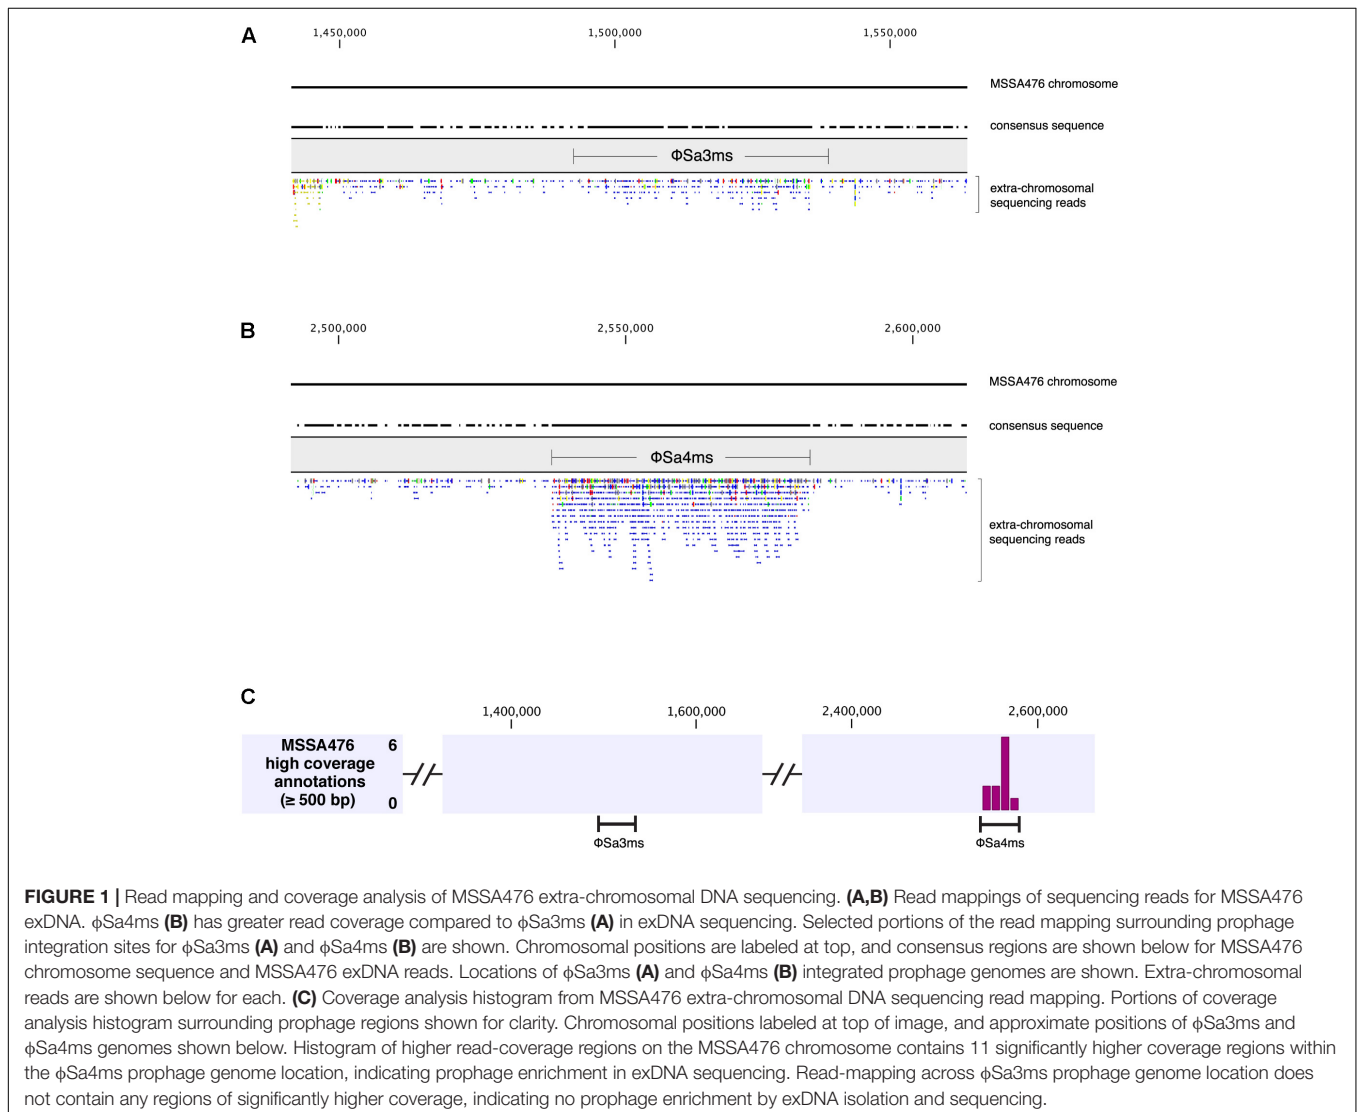 A
1,450,000 1,500,000 1,550,000
MSSA476 chromosome
consensus sequence
ΦSa3ms
extra-chromosomal
sequencing reads
B
2,500,000 2,550,000 2,600,000
MSSA476 chromosome
consensus sequence
ΦSa4ms
extra-chromosomal
sequencing reads
C
1,400,000 1,600,000 2,400,000 2,600,000
MSSA476 6
high coverage
annotations
(≥ 500 bp) 0
ΦSa3ms ΦSa4ms
FIGURE 1 | Read mapping and coverage analysis of MSSA476 extra-chromosomal DNA sequencing. (A,B) Read mappings of sequencing reads for MSSA476
exDNA. ϕSa4ms (B) has greater read coverage compared to ϕSa3ms (A) in exDNA sequencing. Selected portions of the read mapping surrounding prophage
integration sites for ϕSa3ms (A) and ϕSa4ms (B) are shown. Chromosomal positions are labeled at top, and consensus regions are shown below for MSSA476
chromosome sequence and MSSA476 exDNA reads. Locations of ϕSa3ms (A) and ϕSa4ms (B) integrated prophage genomes are shown. Extra-chromosomal
reads are shown below for each. (C) Coverage analysis histogram from MSSA476 extra-chromosomal DNA sequencing read mapping. Portions of coverage
analysis histogram surrounding prophage regions shown for clarity. Chromosomal positions labeled at top of image, and approximate positions of ϕSa3ms and
ϕSa4ms genomes shown below. Histogram of higher read-coverage regions on the MSSA476 chromosome contains 11 significantly higher coverage regions within
the ϕSa4ms prophage genome location, indicating prophage enrichment in exDNA sequencing. Read-mapping across ϕSa3ms prophage genome location does
not contain any regions of significantly higher coverage, indicating no prophage enrichment by exDNA isolation and sequencing.